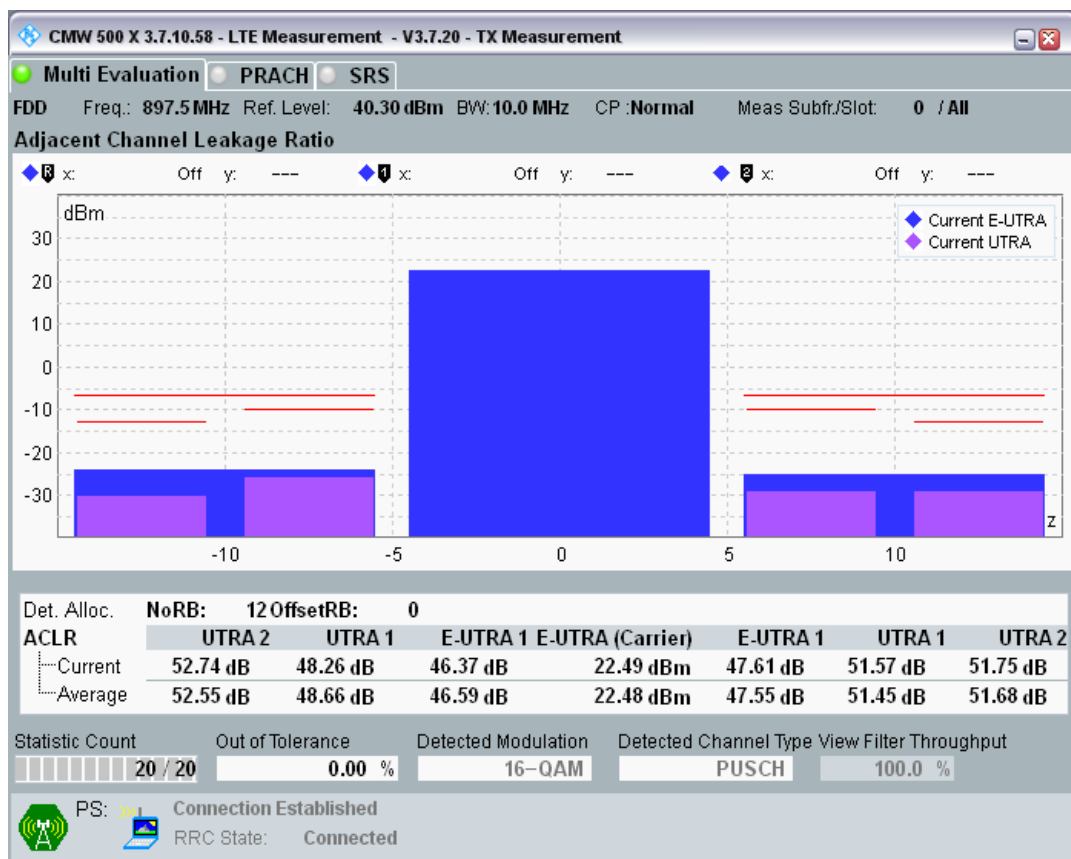 CMW 500 X 3.7.10.58 - LTE Measurement - V3.7.20 - TX Measurement
Multi Evaluation PRACH SRS
FDD Freq.: 897.5 MHz Ref. Level: 40.30 dBm BW: 10.0 MHz CP :Normal Meas Subfr./Slot: 0 / All
Adjacent Channel Leakage Ratio
R x: Off y: --- 1 x: Off y: --- 2 x: Off y: ---
dBm
Current E-UTRA
Current UTRA
30
20
10
0
-10
-20
-30
z
-10 -5 0 5 10
Det. Alloc. NoRB: 12 OffsetRB: 0
ACLR UTRA 2 UTRA 1 E-UTRA 1 E-UTRA (Carrier) E-UTRA 1 UTRA 1 UTRA 2
Current 52.74 dB 48.26 dB 46.37 dB 22.49 dBm 47.61 dB 51.57 dB 51.75 dB
Average 52.55 dB 48.66 dB 46.59 dB 22.48 dBm 47.55 dB 51.45 dB 51.68 dB
Statistic Count Out of Tolerance Detected Modulation Detected Channel Type View Filter Throughput
20 / 20 0.00 % 16-QAM PUSCH 100.0 %
PS: Connection Established
RRC State: Connected